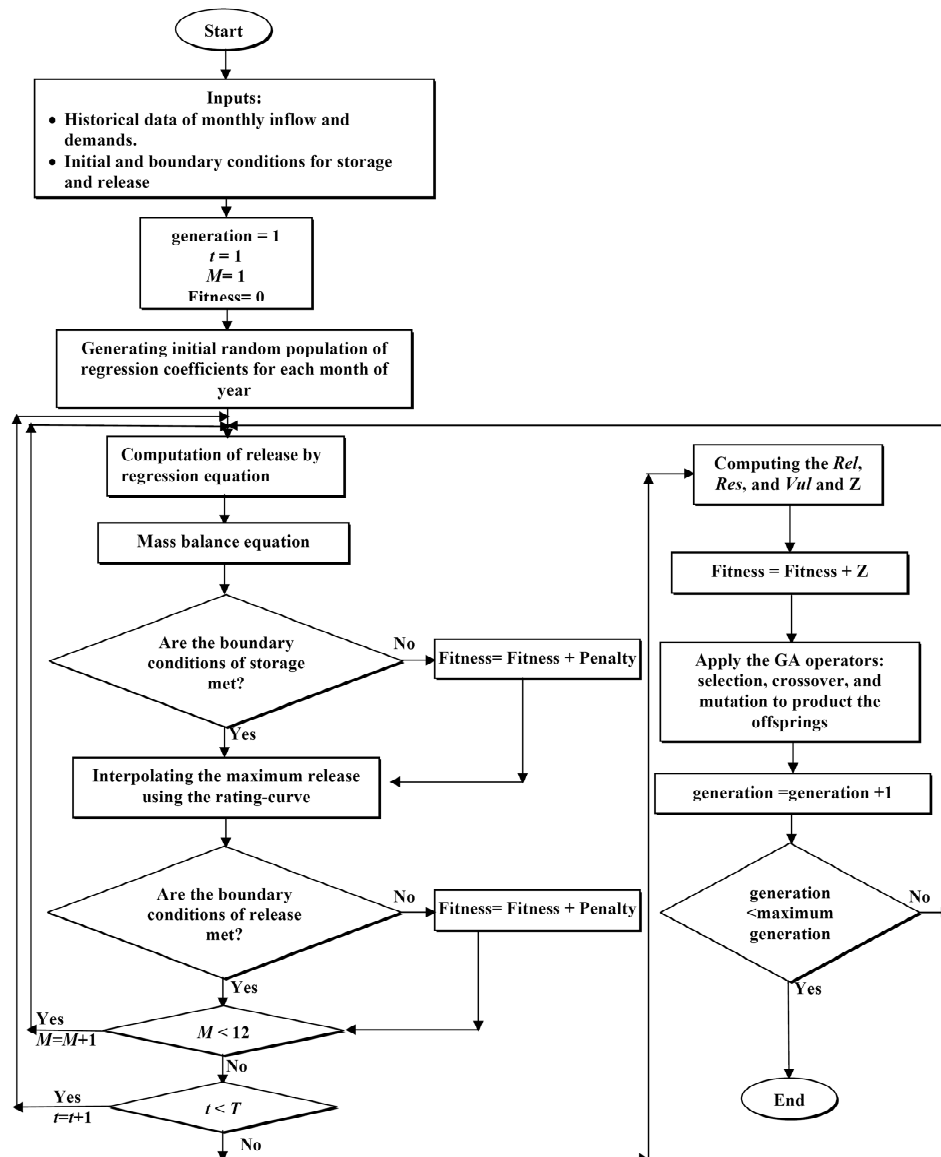 Start
Inputs:
• Historical data of monthly inflow and
demands.
• Initial and boundary conditions for storage
and release
generation = 1
t = 1
M= 1
Fitness= 0
Generating initial random population of
regression coefficients for each month of
year
Computation of release by
regression equation
Mass balance equation
Are the boundary
conditions of storage
met?
No
Fitness= Fitness + Penalty
Yes
Interpolating the maximum release
using the rating-curve
Are the boundary
conditions of release
met?
No
Fitness= Fitness + Penalty
Yes
M < 12
Yes
M=M+1
No
t < T
Yes
t=t+1
No
Computing the Rel,
Res, and Vul and Z
Fitness = Fitness + Z
Apply the GA operators:
selection, crossover, and
mutation to product the
offsprings
generation =generation +1
generation
<maximum
generation
No
Yes
End